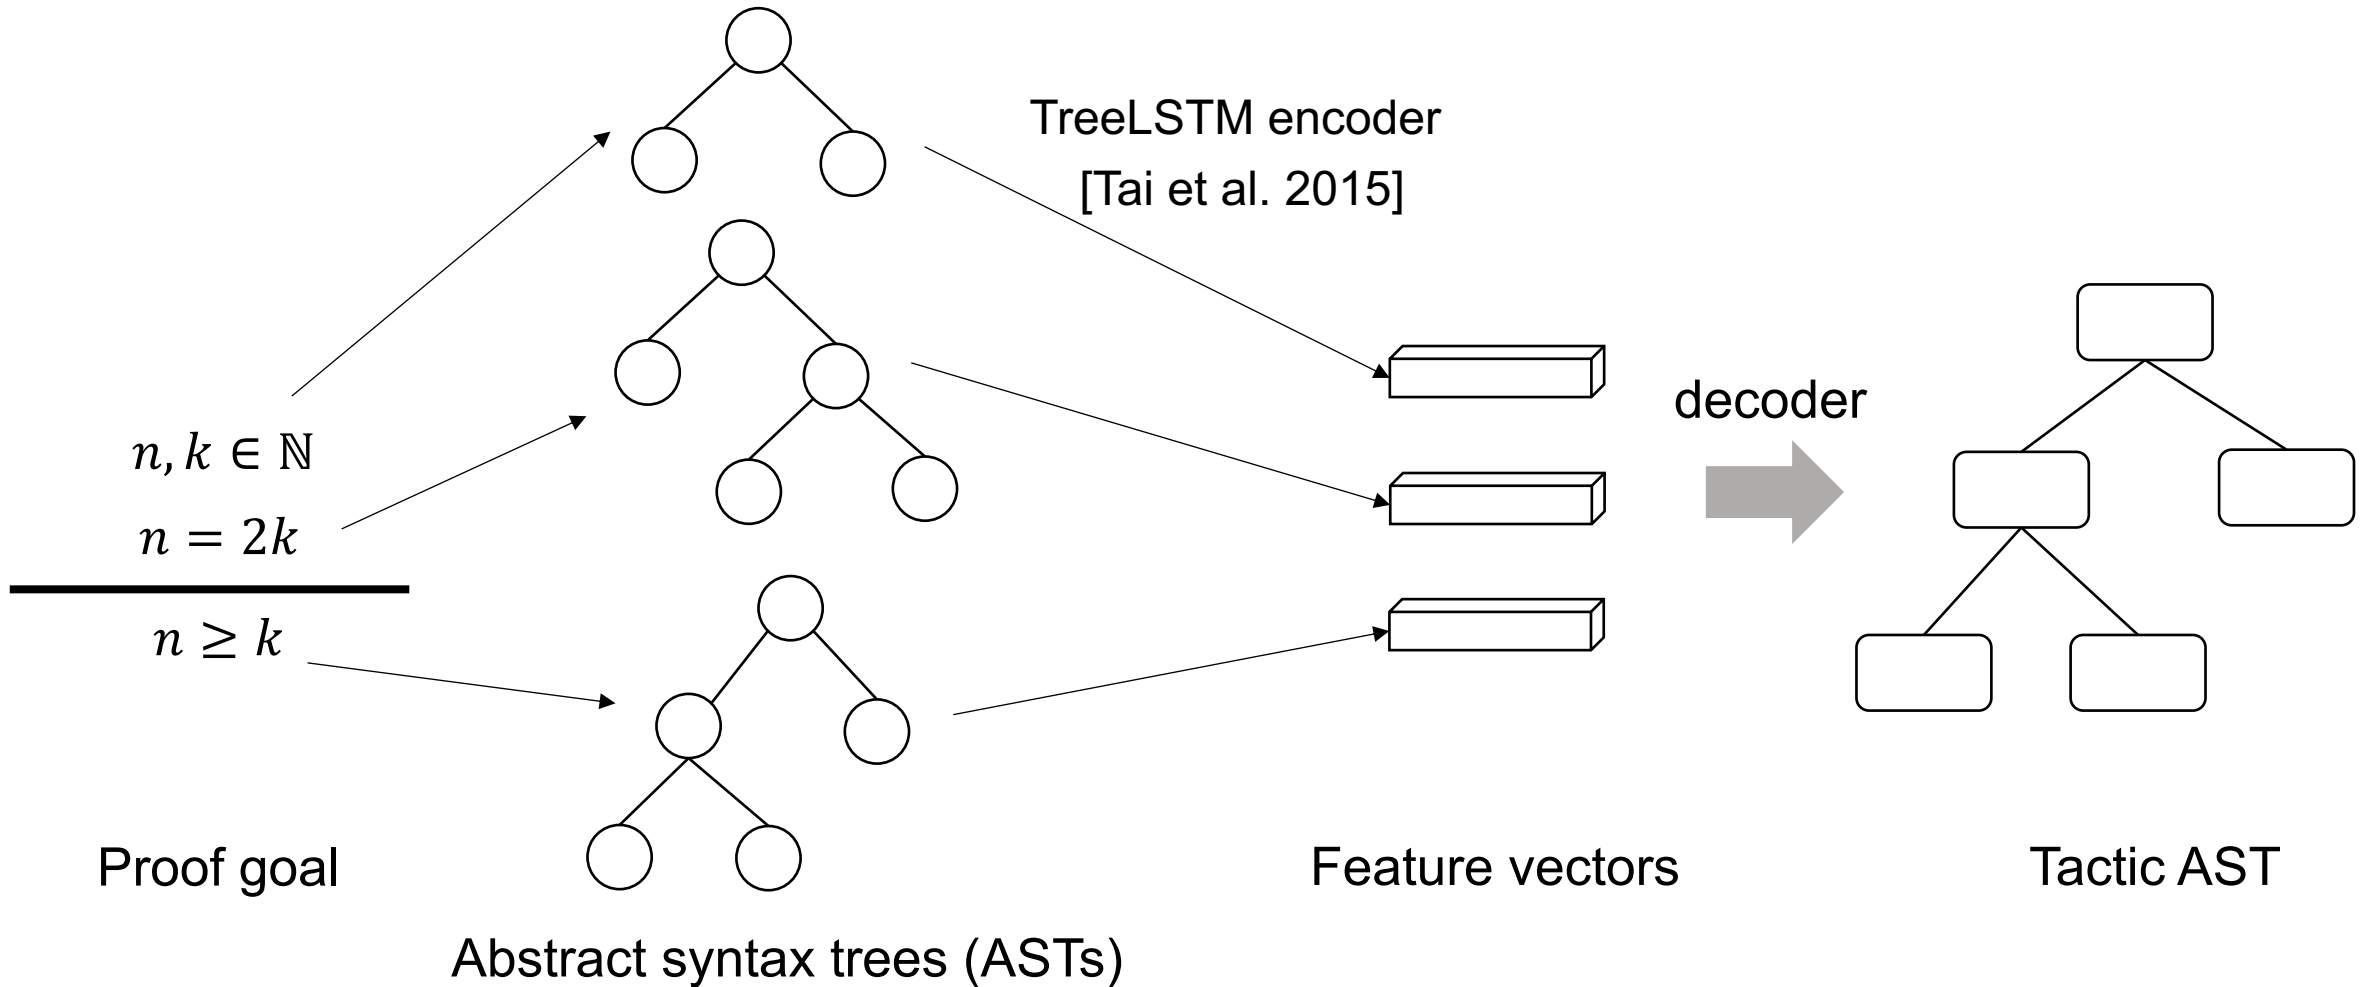 TreeLSTM encoder
[Tai et al. 2015]
decoder
n, k ∈ ℕ
n = 2k
n ≥ k
Proof goal
Feature vectors
Tactic AST
Abstract syntax trees (ASTs)